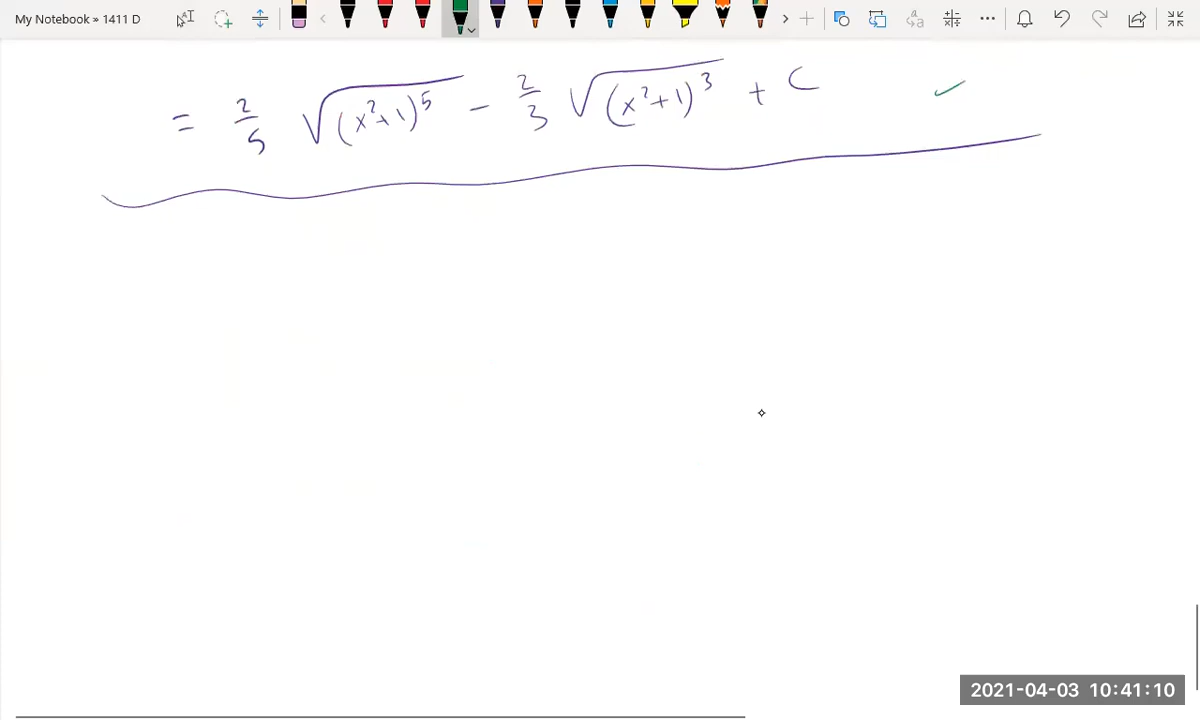 My Notebook » 1411 D
= 2/5 √(x²+1)⁵ - 2/3 √(x²+1)³ + C ✓
2021-04-03 10:41:10